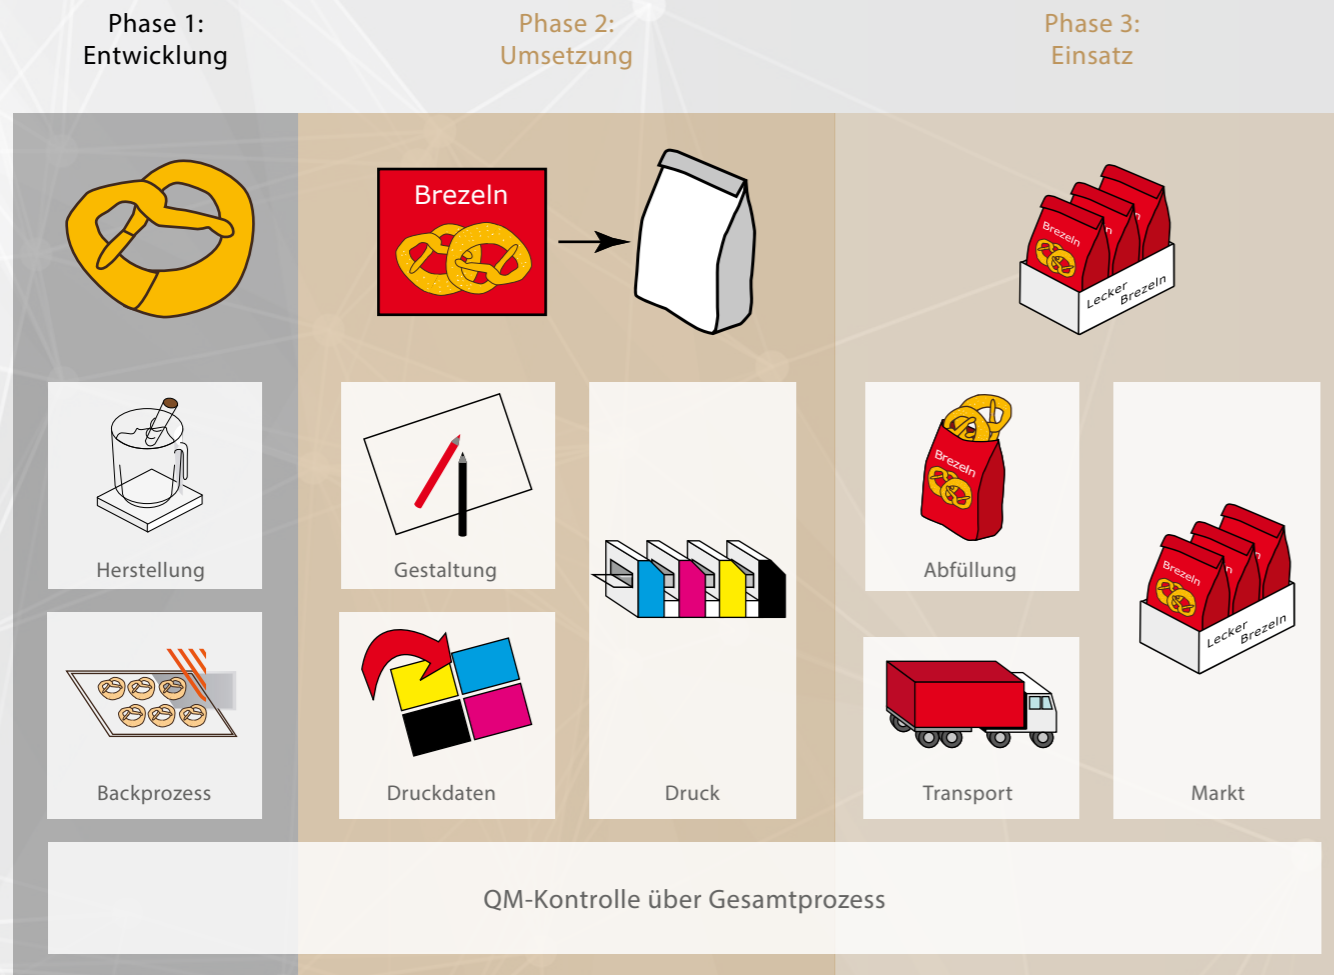 Phase 1:
Entwicklung
Phase 2:
Umsetzung
Phase 3:
Einsatz
Brezeln
Brezeln
Lecker
Brezeln
Herstellung
Gestaltung
Brezeln
Abfüllung
Brezeln
Lecker
Brezeln
Backprozess
Druckdaten
Druck
Transport
Markt
QM-Kontrolle über Gesamtprozess